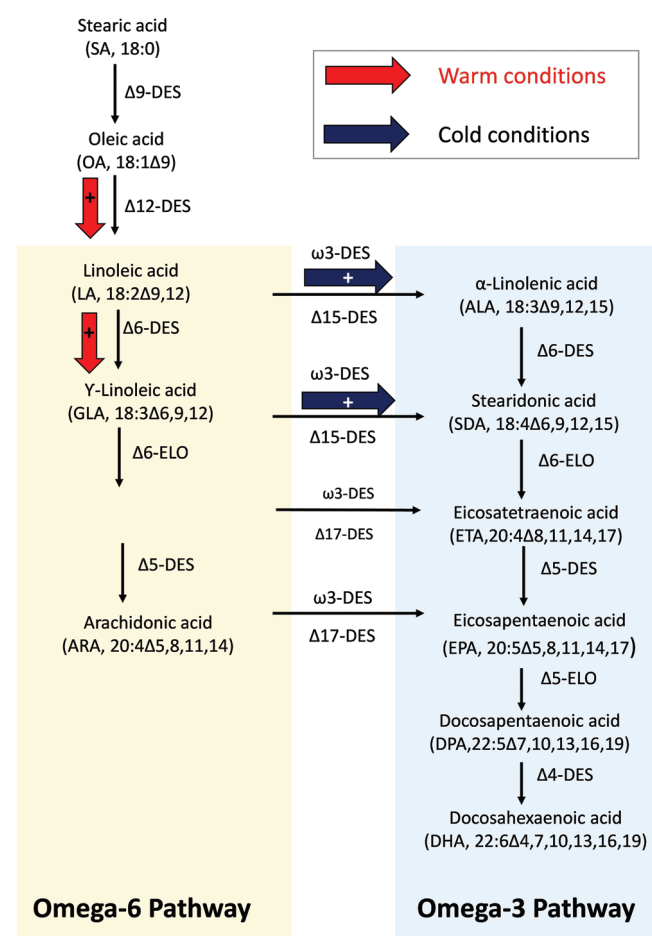 Stearic acid
(SA, 18:0)
Δ9-DES
Oleic acid
(OA, 18:1Δ9)
+
Δ12-DES
Warm conditions
Cold conditions
Linoleic acid
(LA, 18:2Δ9,12)
+
Δ6-DES
Y-Linoleic acid
(GLA, 18:3Δ6,9,12)
Δ6-ELO
Δ5-DES
Arachidonic acid
(ARA, 20:4Δ5,8,11,14)
Omega-6 Pathway
ω3-DES
+
Δ15-DES
ω3-DES
+
Δ15-DES
ω3-DES
Δ17-DES
ω3-DES
Δ17-DES
α-Linolenic acid
(ALA, 18:3Δ9,12,15)
Δ6-DES
Stearidonic acid
(SDA, 18:4Δ6,9,12,15)
Δ6-ELO
Eicosatetraenoic acid
(ETA,20:4Δ8,11,14,17)
Δ5-DES
Eicosapentaenoic acid
(EPA, 20:5Δ5,8,11,14,17)
Δ5-ELO
Docosapentaenoic acid
(DPA,22:5Δ7,10,13,16,19)
Δ4-DES
Docosahexaenoic acid
(DHA, 22:6Δ4,7,10,13,16,19)
Omega-3 Pathway